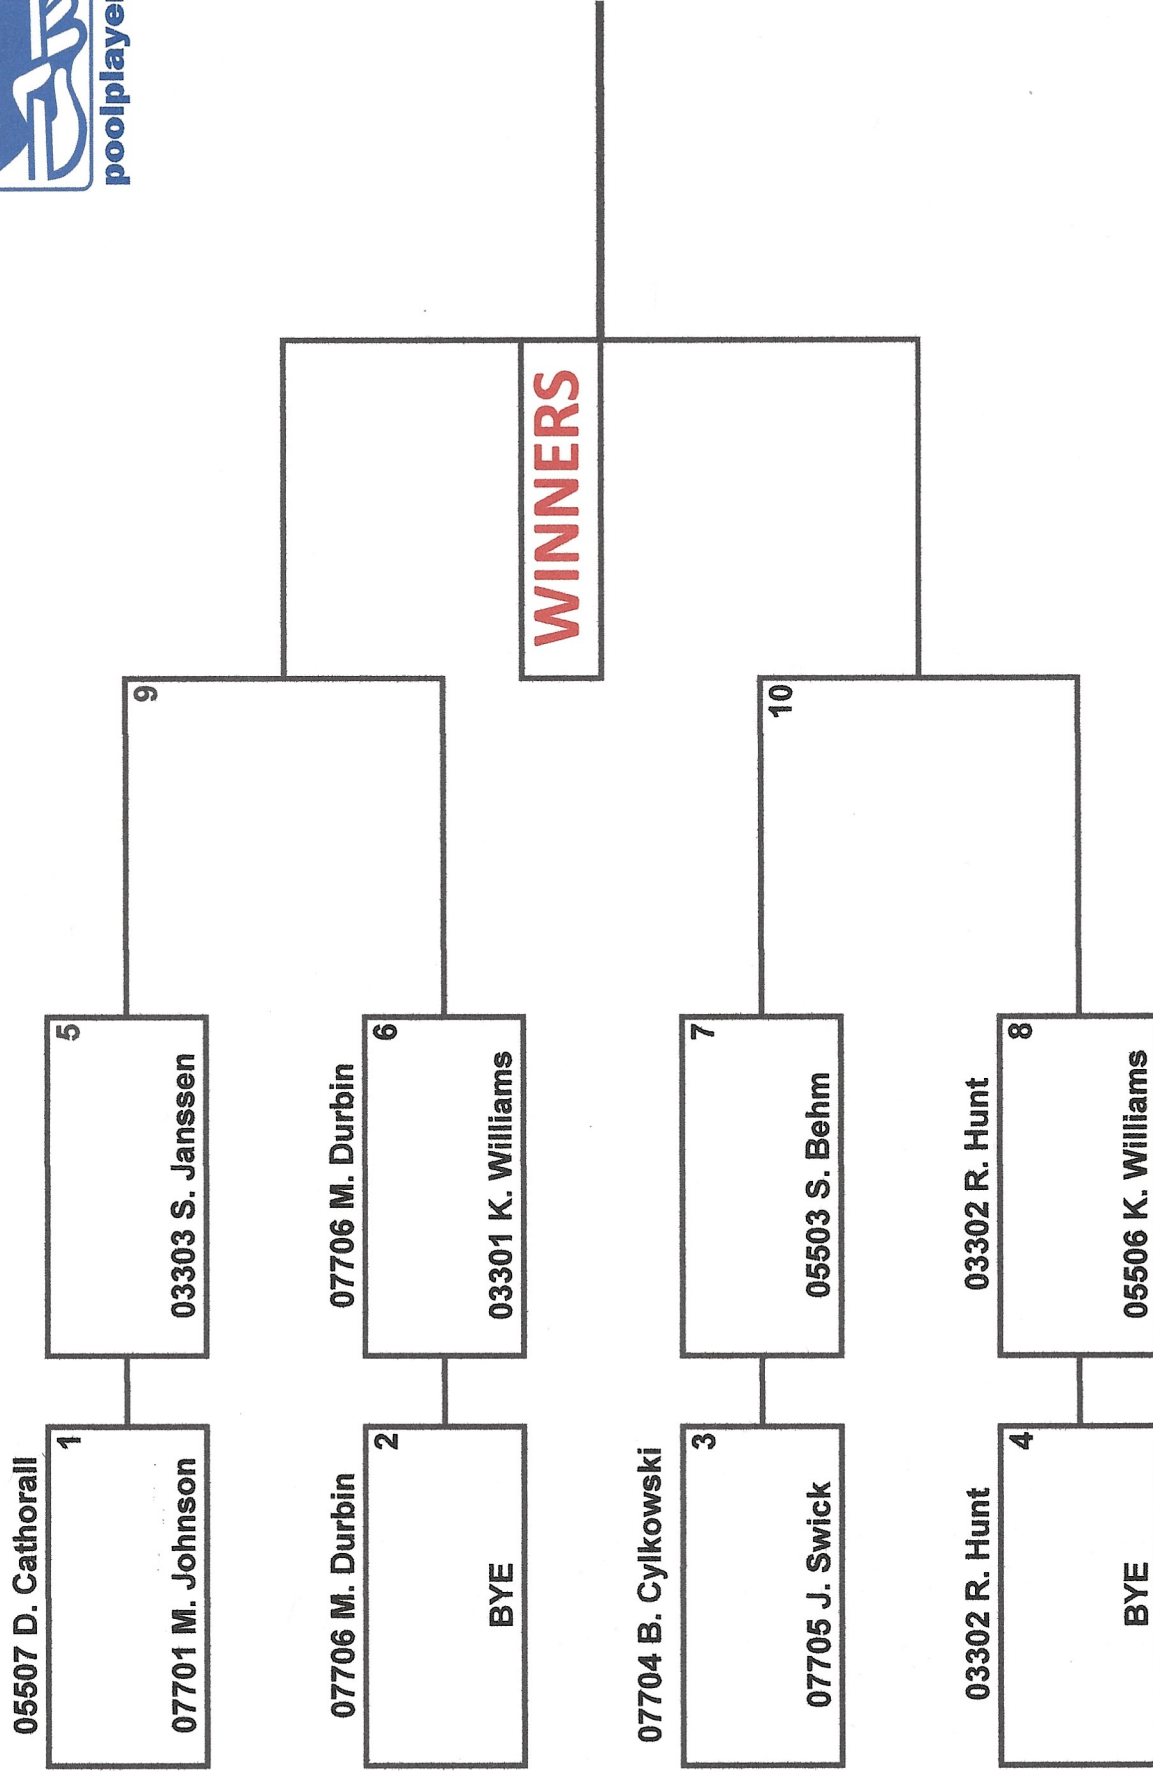 05507 D. Cathorall
1
5
07701 M. Johnson
03303 S. Janssen
9
07706 M. Durbin
07706 M. Durbin
2
6
BYE
03301 K. Williams
WINNERS
07704 B. Cylkowski
3
7
07705 J. Swick
05503 S. Behm
10
03302 R. Hunt
03302 R. Hunt
4
8
BYE
05506 K. Williams